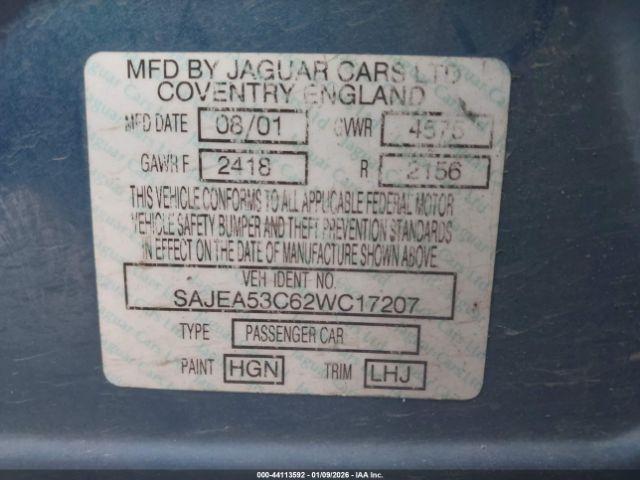 MFD BY JAGUAR CARS LTD
COVENTRY ENGLAND
MFD DATE 08/01 GVWR 4575
GAWR F 2418 R 2156
THIS VEHICLE CONFORMS TO ALL APPLICABLE FEDERAL MOTOR
VEHICLE SAFETY BUMPER AND THEFT PREVENTION STANDARDS
IN EFFECT ON THE DATE OF MANUFACTURE SHOWN ABOVE
VEH IDENT NO.
SAJEA53C62WC17207
TYPE PASSENGER CAR
PAINT HGN TRIM LHJ
000-44113592 - 01/09/2026 - IAA Inc.